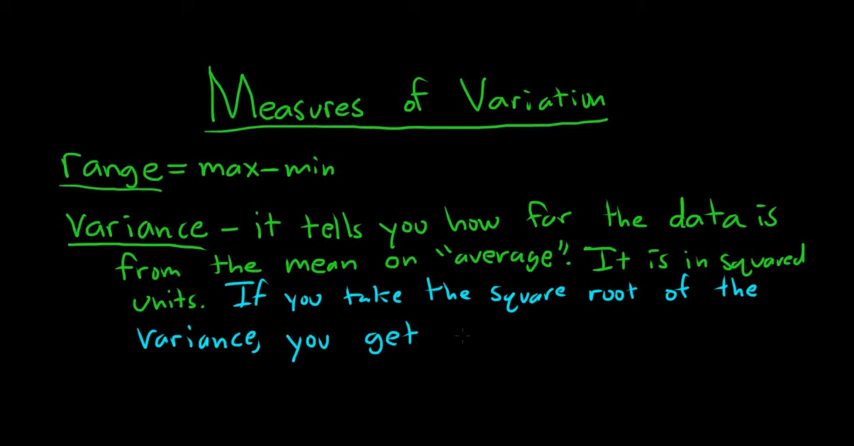 Measures of Variation
range = max-min
Variance - it tells you how far the data is
from the mean on "average". It is in squared
units. If you take the square root of the
variance, you get